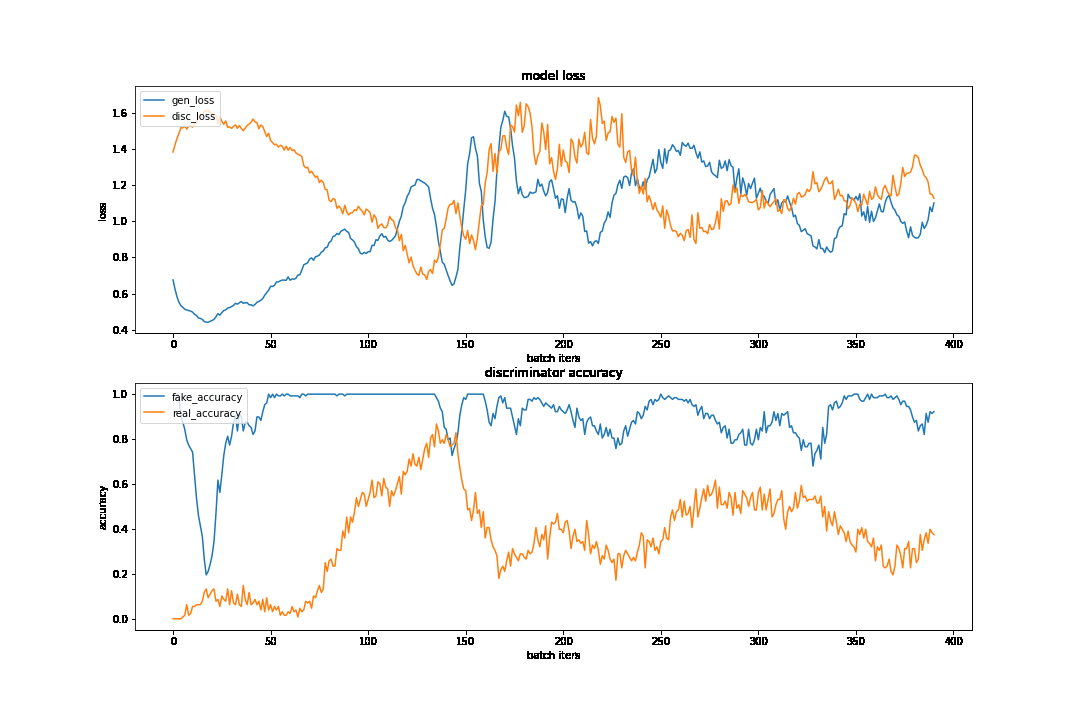 model loss
gen_loss
disc_loss
1.6
1.4
1.2
1.0
0.8
0.6
0.4
loss
0 50 100 150 200 250 300 350 400
batch iters
discriminator accuracy
fake_accuracy
real_accuracy
1.0
0.8
0.6
0.4
0.2
0.0
accuracy
0 50 100 150 200 250 300 350 400
batch iters